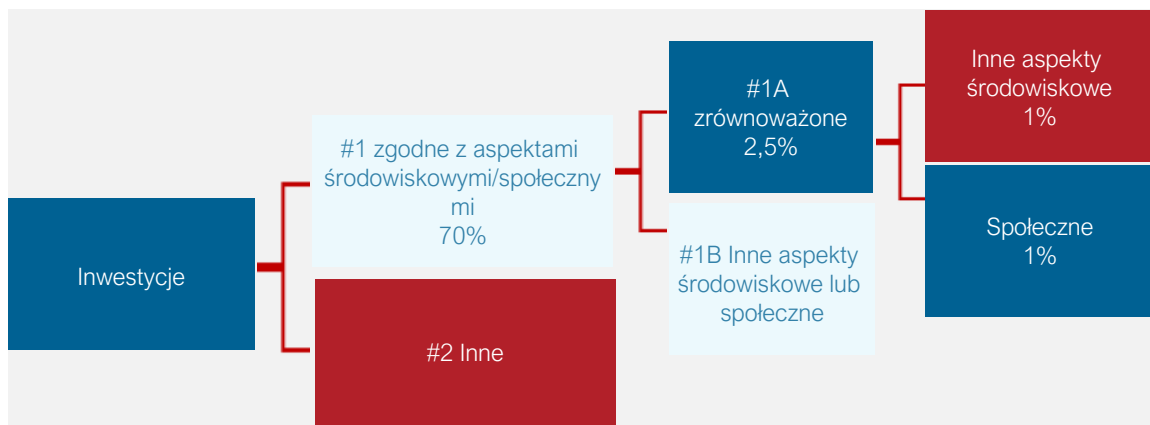 Inwestycje
#1 zgodne z aspektami
środowiskowymi/społeczny
mi
70%
#2 Inne
#1A
zrównoważone
2,5%
#1B Inne aspekty
środowiskowe lub
społeczne
Inne aspekty
środowiskowe
1%
Społeczne
1%